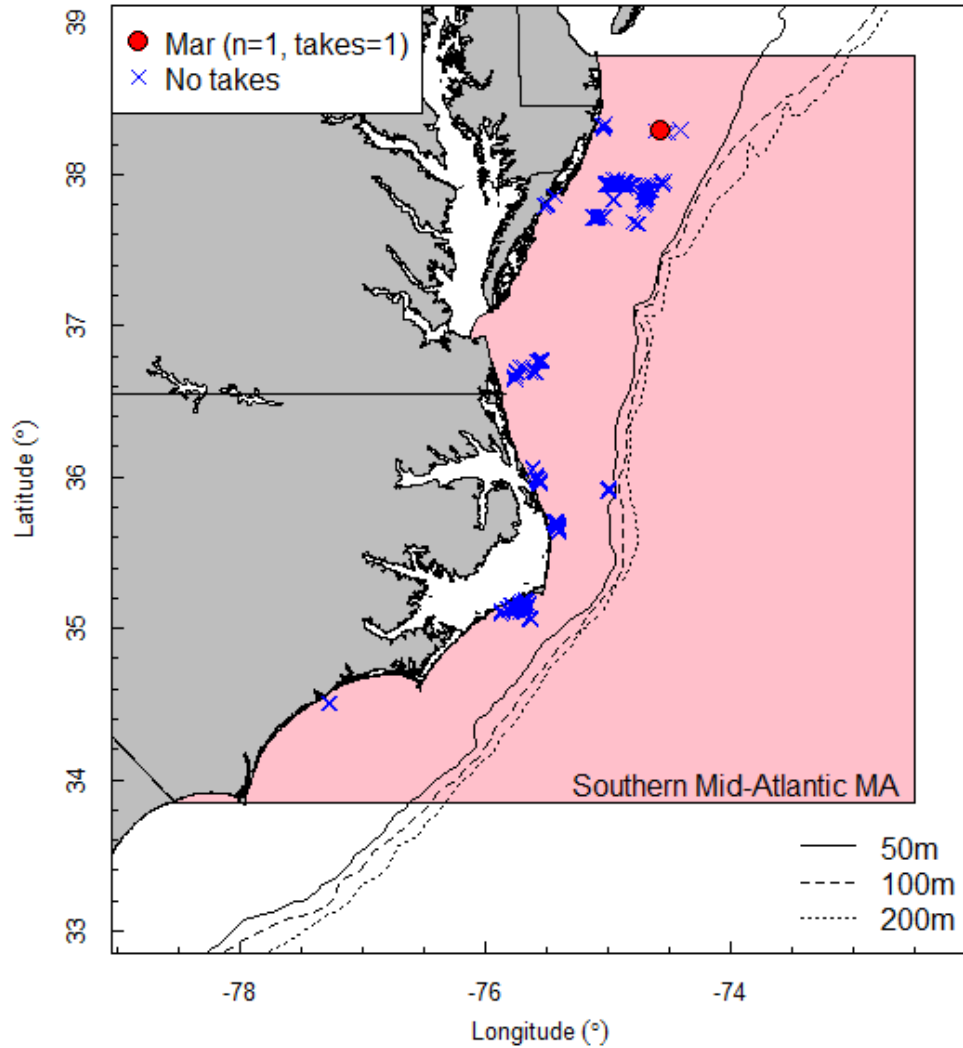 Mar (n=1, takes=1)
No takes
39
38
37
36
35
34
33
Latitude (°)
Southern Mid-Atlantic MA
50m
100m
200m
-78
-76
-74
Longitude (°)